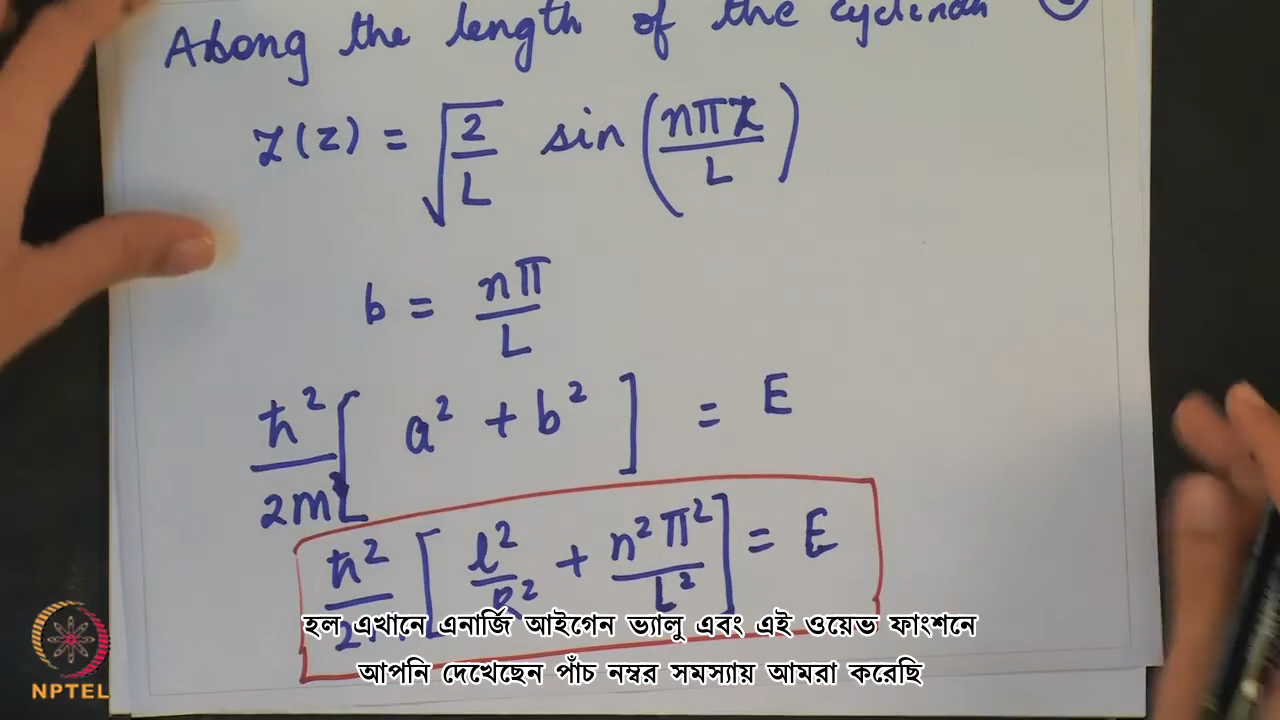 Along the length of the cylinder
Z(z) = √(2/L) sin (nπz/L)
b = nπ/L
ħ²/2m [ a² + b² ] = E
ħ²/2m [ l²/R² + n²π²/L² ] = E
হল এখানে এনার্জি আইগেন ভ্যালু এবং এই ওয়েভ ফাংশনে
আপনি দেখেছেন পাঁচ নম্বর সমস্যায় আমরা করেছি
NPTEL